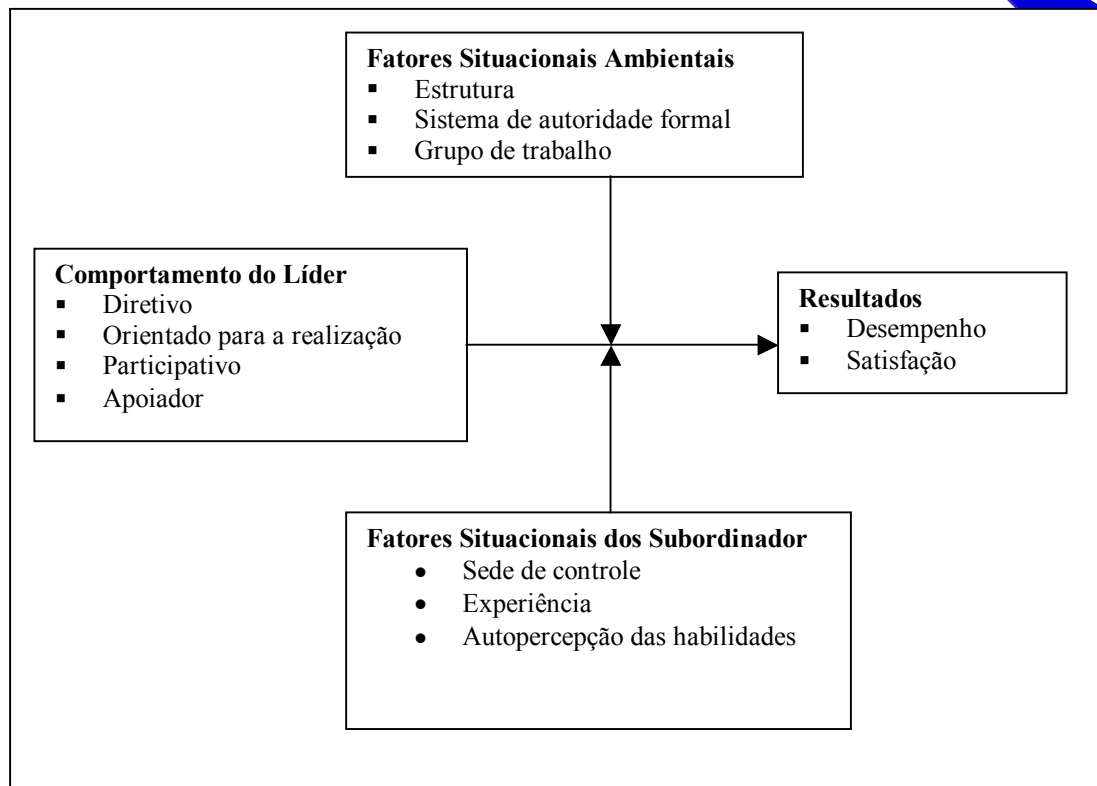 Fatores Situacionais Ambientais
▪ Estrutura
▪ Sistema de autoridade formal
▪ Grupo de trabalho
Comportamento do Líder
▪ Diretivo
▪ Orientado para a realização
▪ Participativo
▪ Apoiador
Resultados
▪ Desempenho
▪ Satisfação
Fatores Situacionais dos Subordinador
• Sede de controle
• Experiência
• Autopercepção das habilidades